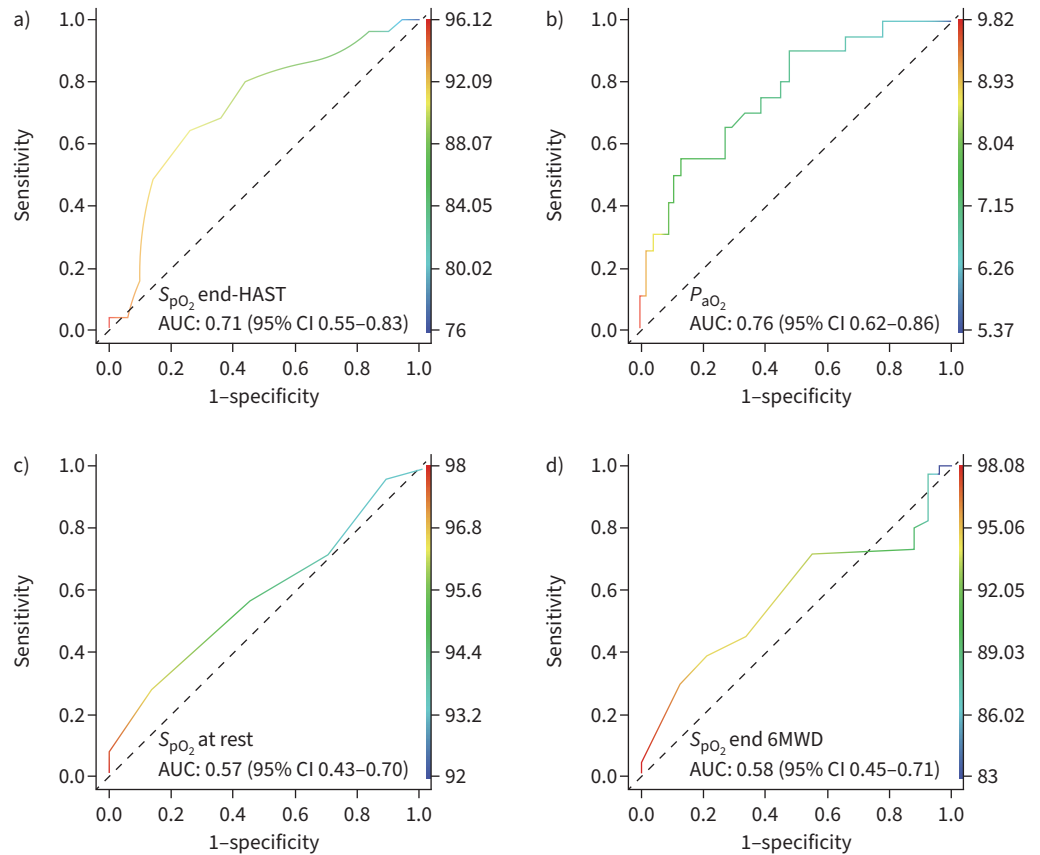 a)
Sensitivity
1.0
0.8
0.6
0.4
0.2
0.0
0.0 0.2 0.4 0.6 0.8 1.0
1–specificity
SpO2 end-HAST
AUC: 0.71 (95% CI 0.55–0.83)
96.12
92.09
88.07
84.05
80.02
76
b)
Sensitivity
1.0
0.8
0.6
0.4
0.2
0.0
0.0 0.2 0.4 0.6 0.8 1.0
1–specificity
PaO2
AUC: 0.76 (95% CI 0.62–0.86)
9.82
8.93
8.04
7.15
6.26
5.37
c)
Sensitivity
1.0
0.8
0.6
0.4
0.2
0.0
0.0 0.2 0.4 0.6 0.8 1.0
1–specificity
SpO2 at rest
AUC: 0.57 (95% CI 0.43–0.70)
98
96.8
95.6
94.4
93.2
92
d)
Sensitivity
1.0
0.8
0.6
0.4
0.2
0.0
0.0 0.2 0.4 0.6 0.8 1.0
1–specificity
SpO2 end 6MWD
AUC: 0.58 (95% CI 0.45–0.71)
98.08
95.06
92.05
89.03
86.02
83